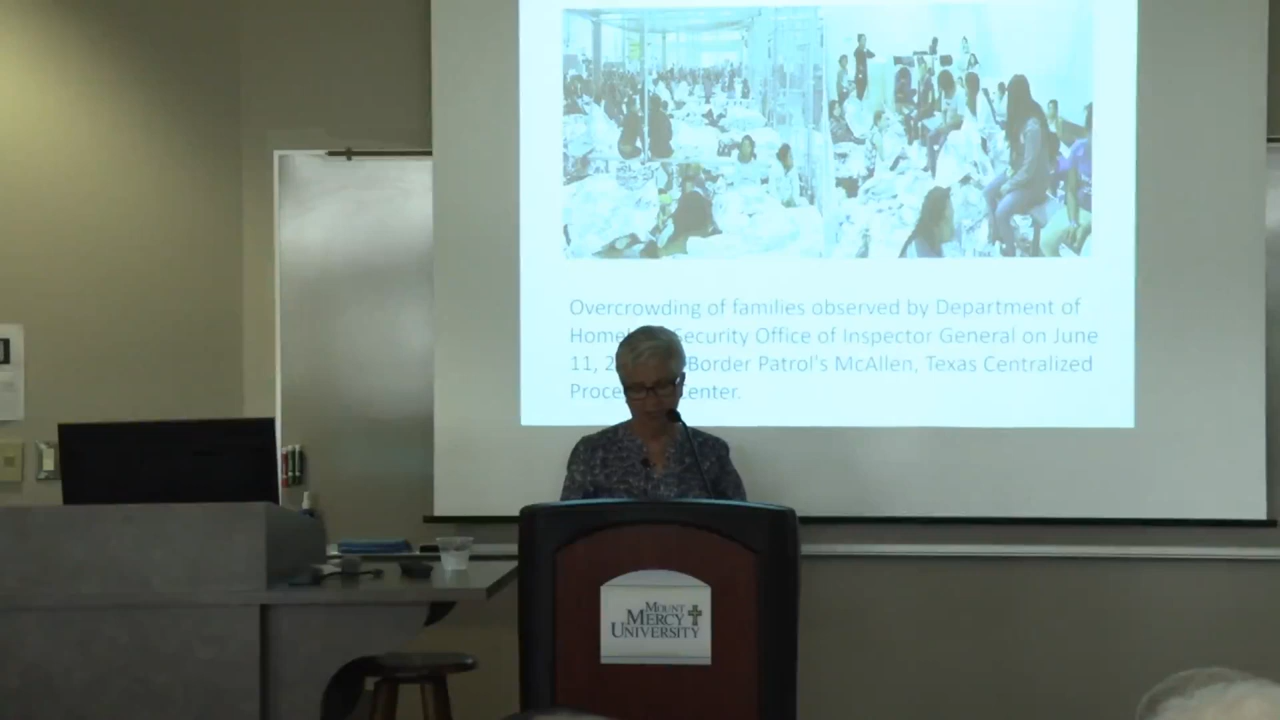 Overcrowding of families observed by Department of
Security Office of Inspector General on June
11, 2 Border Patrol's McAllen, Texas Centralized
Center.
MOUNT
MERCY
UNIVERSITY